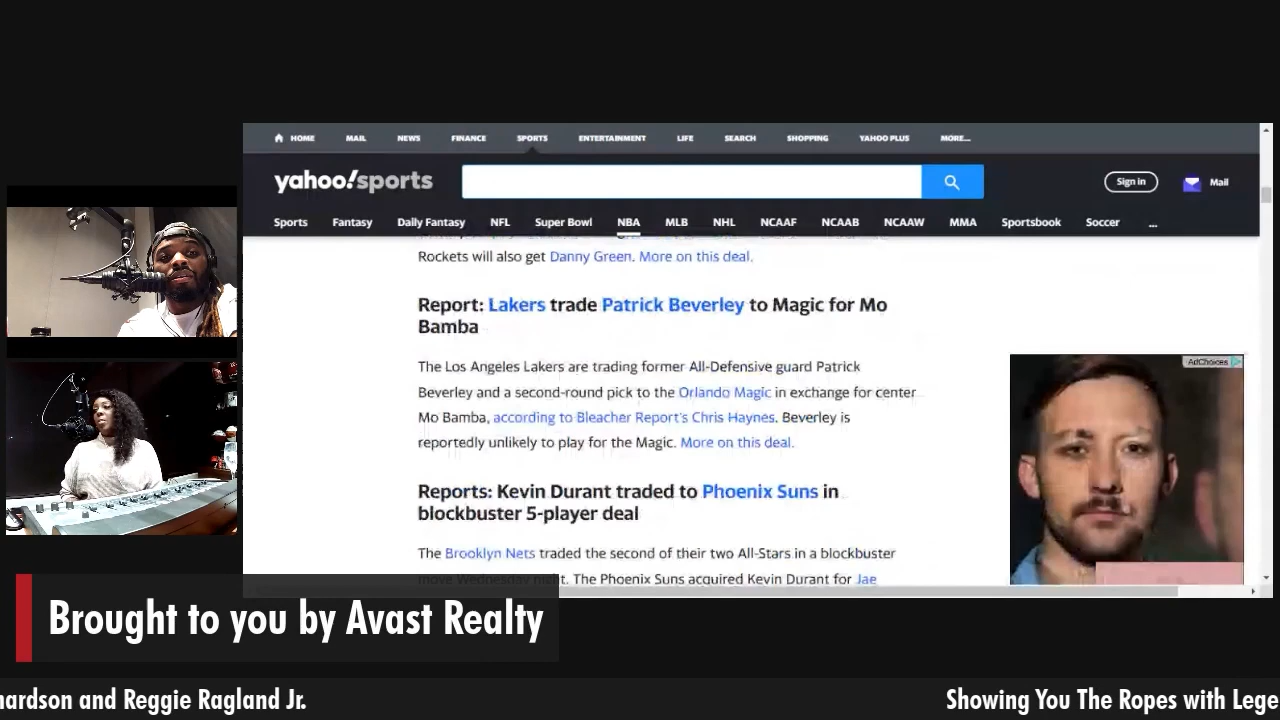 HOME MAIL NEWS FINANCE SPORTS ENTERTAINMENT LIFE SEARCH SHOPPING YAHOO PLUS MORE...
yahoo!sports
Sign in
Mail
Sports Fantasy Daily Fantasy NFL Super Bowl NBA MLB NHL NCAAF NCAAB NCAAW MMA Sportsbook Soccer ...
Rockets will also get Danny Green. More on this deal.
Report: Lakers trade Patrick Beverley to Magic for Mo
Bamba
The Los Angeles Lakers are trading former All-Defensive guard Patrick
Beverley and a second-round pick to the Orlando Magic in exchange for center
Mo Bamba, according to Bleacher Report's Chris Haynes. Beverley is
reportedly unlikely to play for the Magic. More on this deal.
AdChoices
Reports: Kevin Durant traded to Phoenix Suns in
blockbuster 5-player deal
The Brooklyn Nets traded the second of their two All-Stars in a blockbuster
move Wednesday night. The Phoenix Suns acquired Kevin Durant for Jae
Brought to you by Avast Realty
hardson and Reggie Ragland Jr.
Showing You The Ropes with Lege